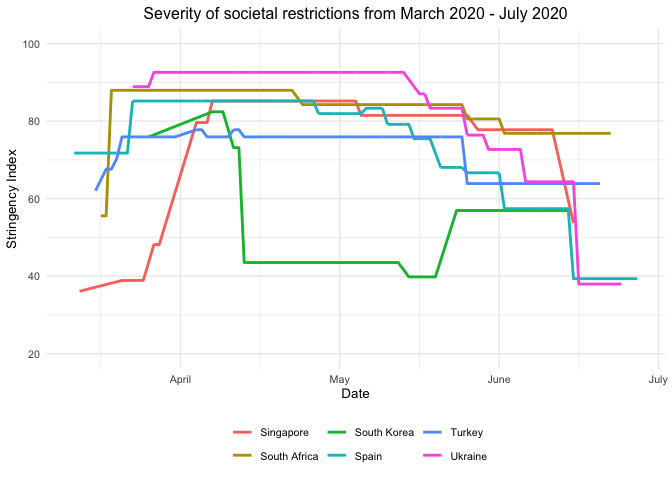 Severity of societal restrictions from March 2020 - July 2020
100
80
60
40
20
Stringency Index
April May June July
Date
Singapore South Korea Turkey
South Africa Spain Ukraine